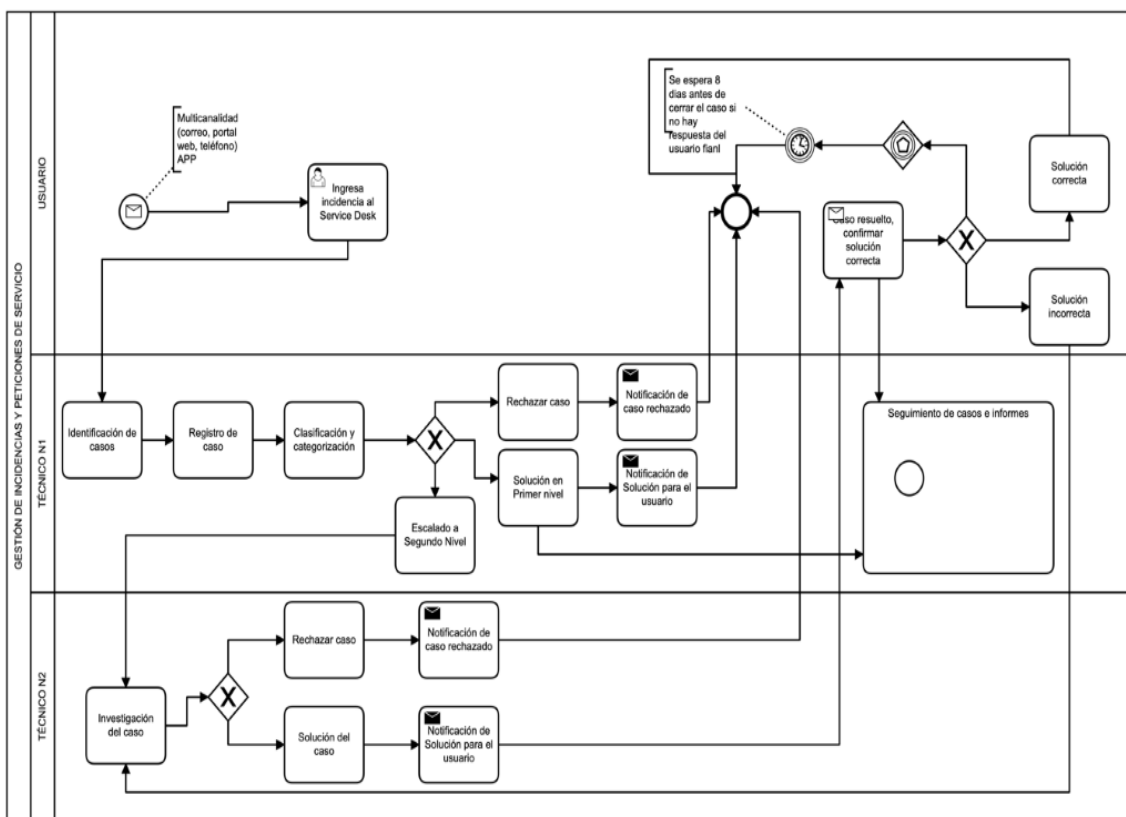 GESTIÓN DE INCIDENCIAS Y PETICIONES DE SERVICIO
USUARIO
Multicanalidad
(correo, portal
web, teléfono)
APP
Ingresa
incidencia al
Service Desk
Se espera 8
dias antes de
cerrar el caso si
no hay
respuesta del
usuario fianl
Caso resuelto,
confirmar
solución
correcta
X
Solución
correcta
Solución
incorrecta
TÉCNICO N1
Identificación de
casos
Registro de
caso
Clasificación y
categorización
X
Rechazar caso
Notificación de
caso rechazado
Solución en
Primer nivel
Notificación de
Solución para el
usuario
Escalado a
Segundo Nivel
Seguimiento de casos e informes
TÉCNICO N2
Investigación
del caso
X
Rechazar caso
Notificación de
caso rechazado
Solución del
caso
Notificación de
Solución para el
usuario